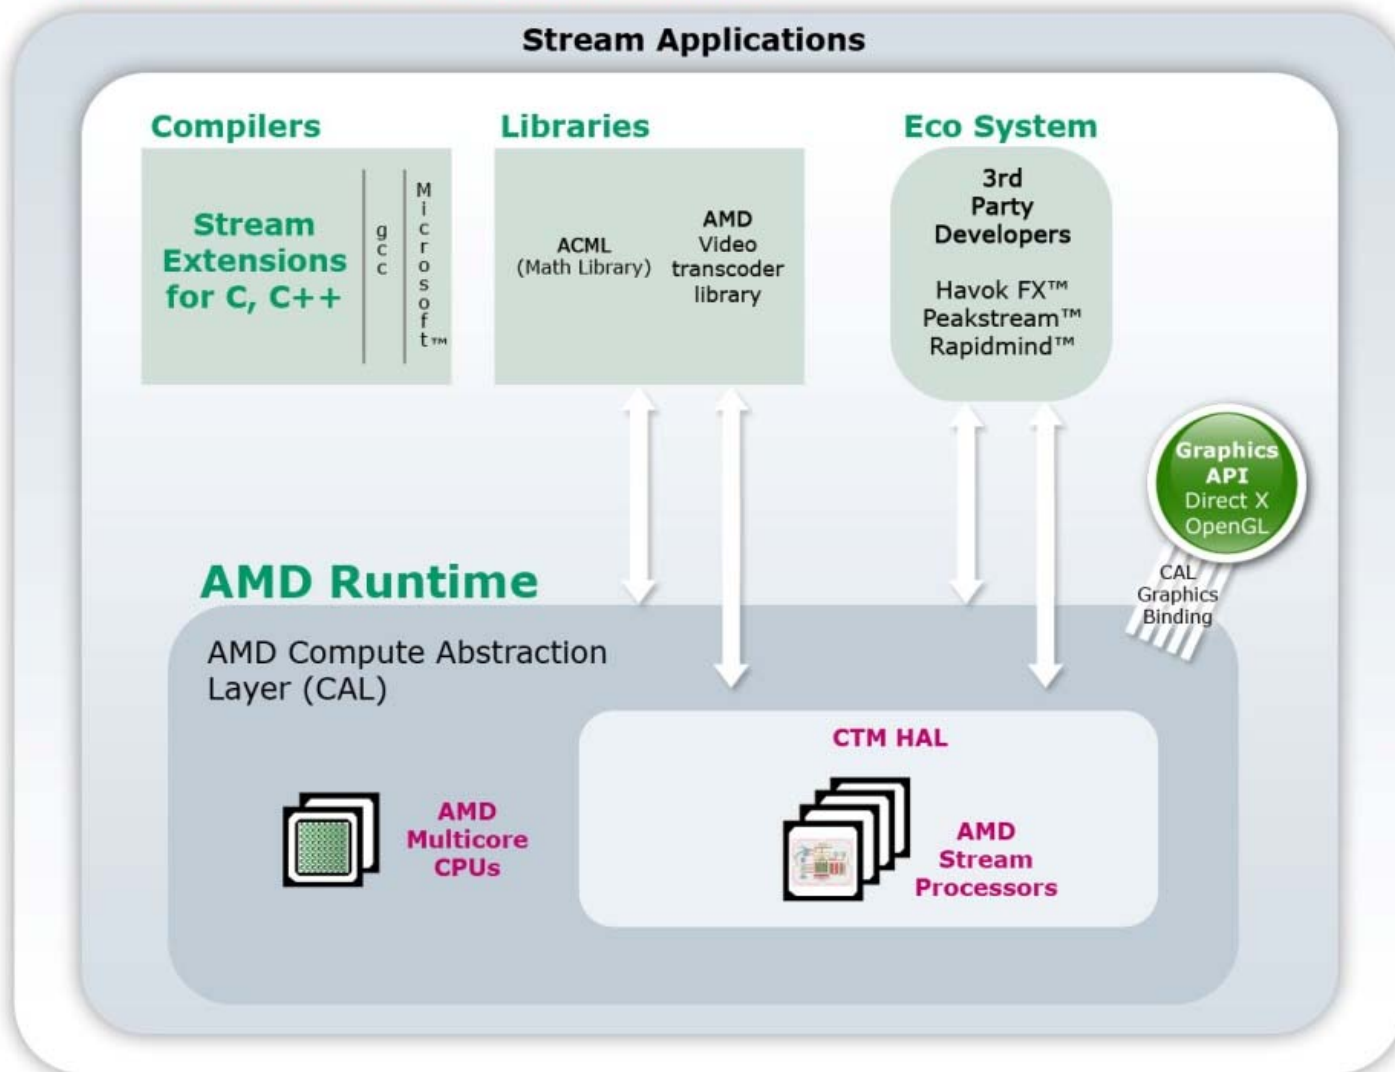 Stream Applications
Compilers
Stream
Extensions
for C, C++
gcc
Microsoft™
Libraries
ACML
(Math Library)
AMD
Video
transcoder
library
Eco System
3rd
Party
Developers
Havok FX™
Peakstream™
Rapidmind™
Graphics
API
Direct X
OpenGL
CAL
Graphics
Binding
AMD Runtime
AMD Compute Abstraction
Layer (CAL)
CTM HAL
AMD
Multicore
CPUs
AMD
Stream
Processors